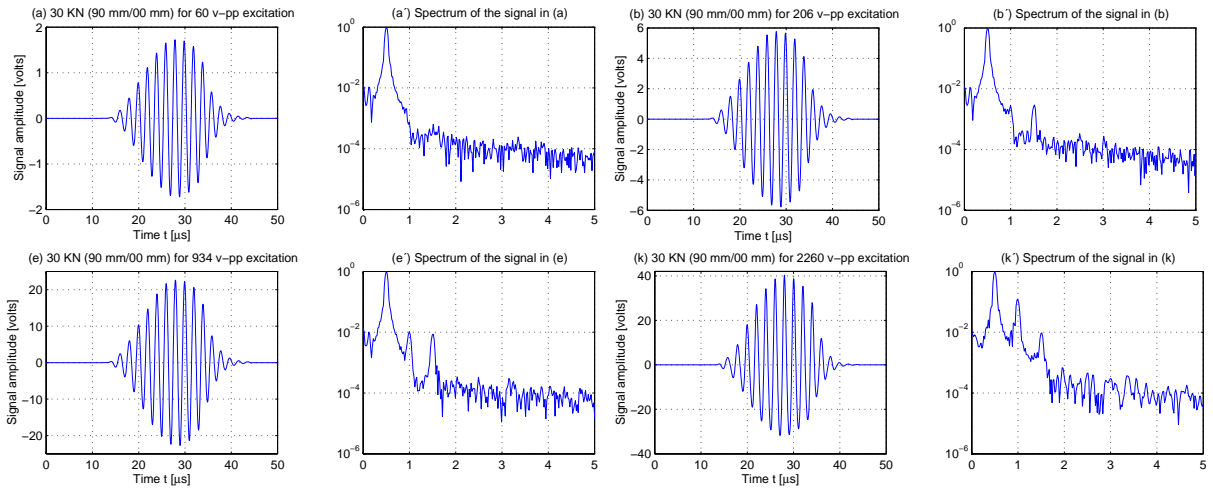 (a) 30 KN (90 mm/00 mm) for 60 v−pp excitation
2
1
0
−1
−2
0 10 20 30 40 50
Time t [μs]
Signal amplitude [volts]
(a´) Spectrum of the signal in (a)
10^0
10^−2
10^−4
10^−6
0 1 2 3 4 5
(b) 30 KN (90 mm/00 mm) for 206 v−pp excitation
6
4
2
0
−2
−4
−6
0 10 20 30 40 50
Time t [μs]
Signal amplitude [volts]
(b´) Spectrum of the signal in (b)
10^0
10^−2
10^−4
10^−6
0 1 2 3 4 5
(e) 30 KN (90 mm/00 mm) for 934 v−pp excitation
20
10
0
−10
−20
0 10 20 30 40 50
Time t [μs]
Signal amplitude [volts]
(e´) Spectrum of the signal in (e)
10^0
10^−2
10^−4
10^−6
0 1 2 3 4 5
(k) 30 KN (90 mm/00 mm) for 2260 v−pp excitation
40
20
0
−20
−40
0 10 20 30 40 50
Time t [μs]
Signal amplitude [volts]
(k´) Spectrum of the signal in (k)
10^0
10^−2
10^−4
10^−6
0 1 2 3 4 5